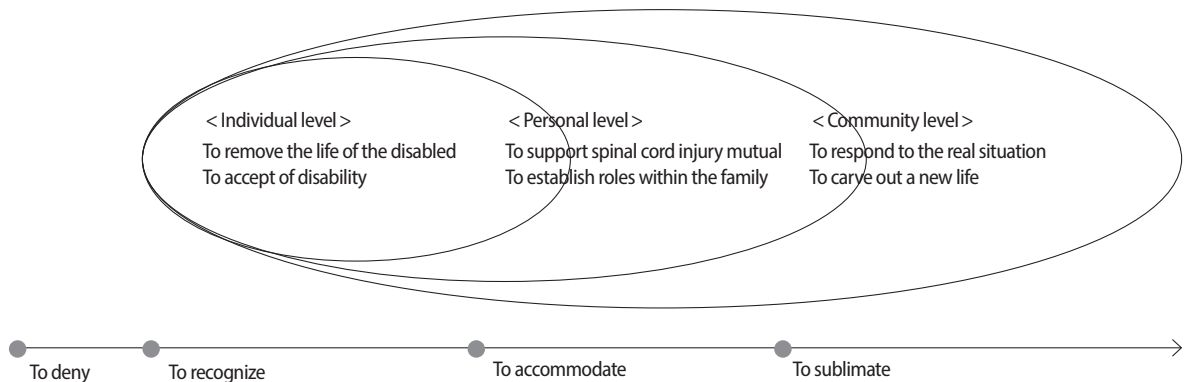 < Individual level >
To remove the life of the disabled
To accept of disability
< Personal level >
To support spinal cord injury mutual
To establish roles within the family
< Community level >
To respond to the real situation
To carve out a new life
To deny
To recognize
To accommodate
To sublimate